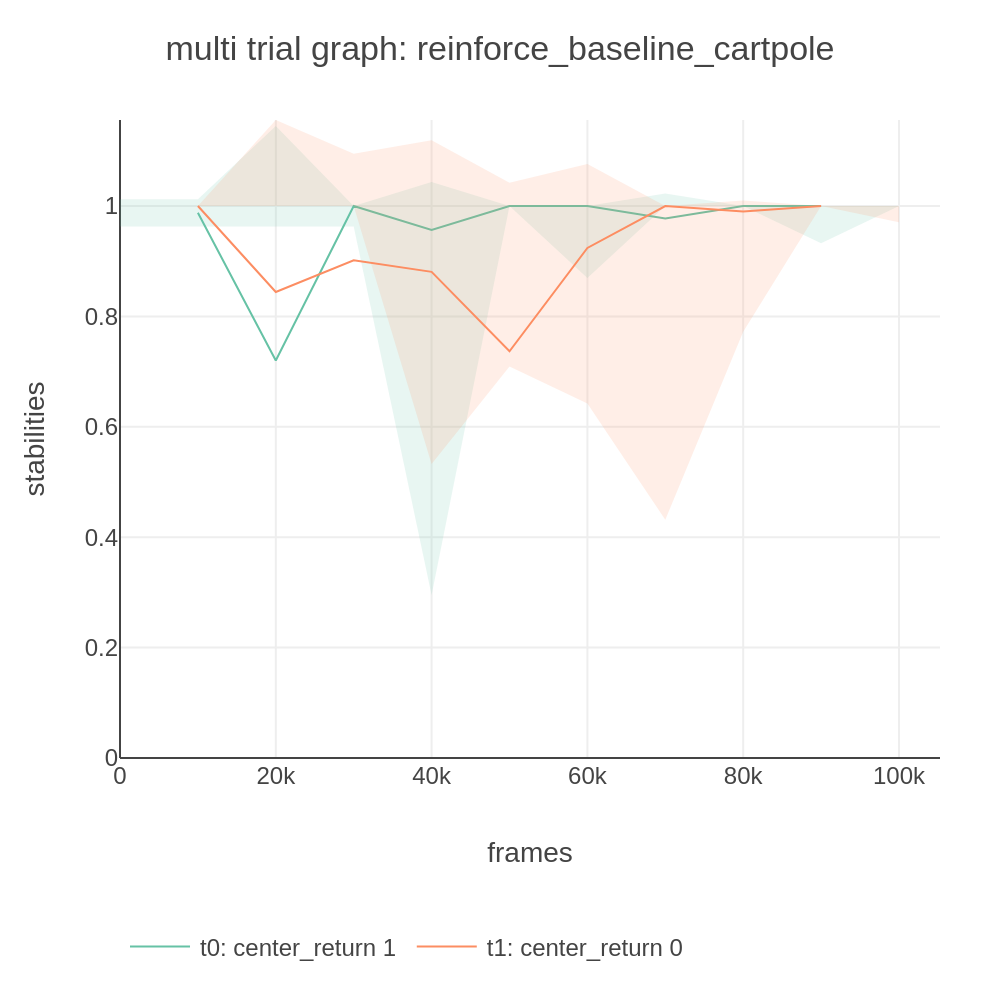 multi trial graph: reinforce_baseline_cartpole
1
0.8
0.6
0.4
0.2
0
stabilities
0 20k 40k 60k 80k 100k
frames
t0: center_return 1 t1: center_return 0